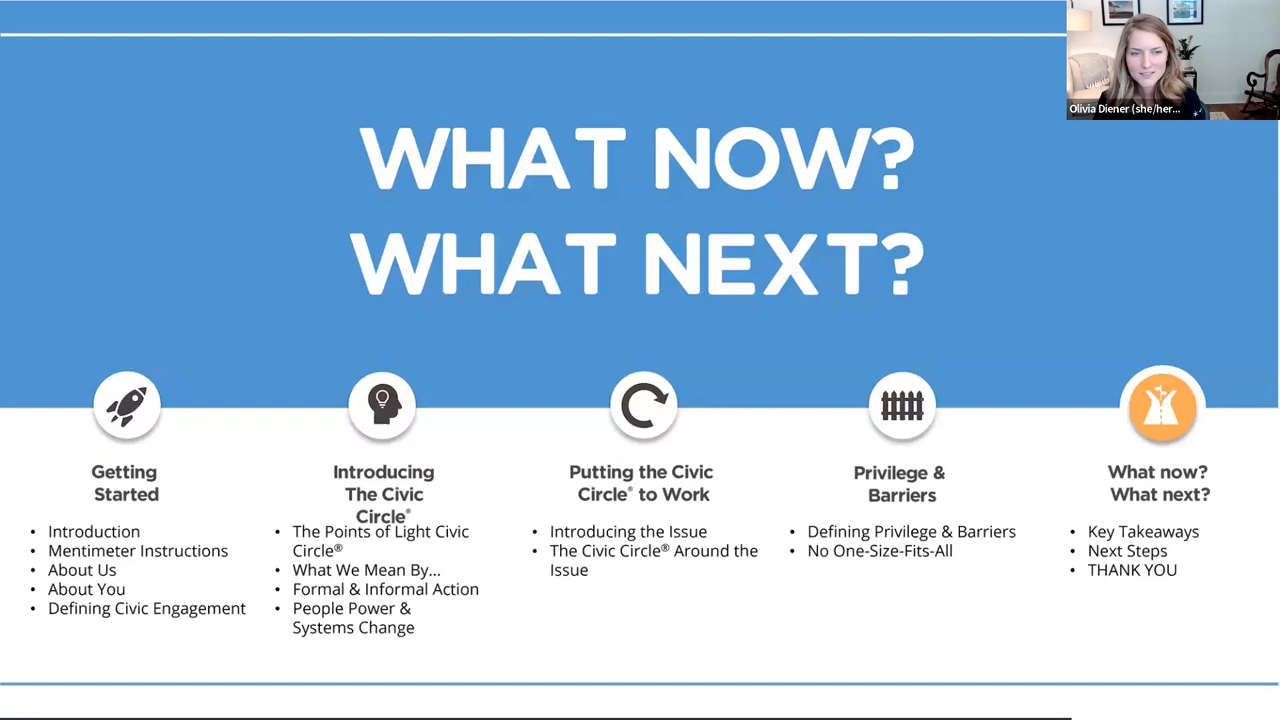 Olivia Diener (she/her...
WHAT NOW?
WHAT NEXT?
Getting
Started
• Introduction
• Mentimeter Instructions
• About Us
• About You
• Defining Civic Engagement
Introducing
The Civic
Circle®
• The Points of Light Civic
Circle®
• What We Mean By...
• Formal & Informal Action
• People Power &
Systems Change
Putting the Civic
Circle® to Work
• Introducing the Issue
• The Civic Circle® Around the
Issue
Privilege &
Barriers
• Defining Privilege & Barriers
• No One-Size-Fits-All
What now?
What next?
• Key Takeaways
• Next Steps
• THANK YOU